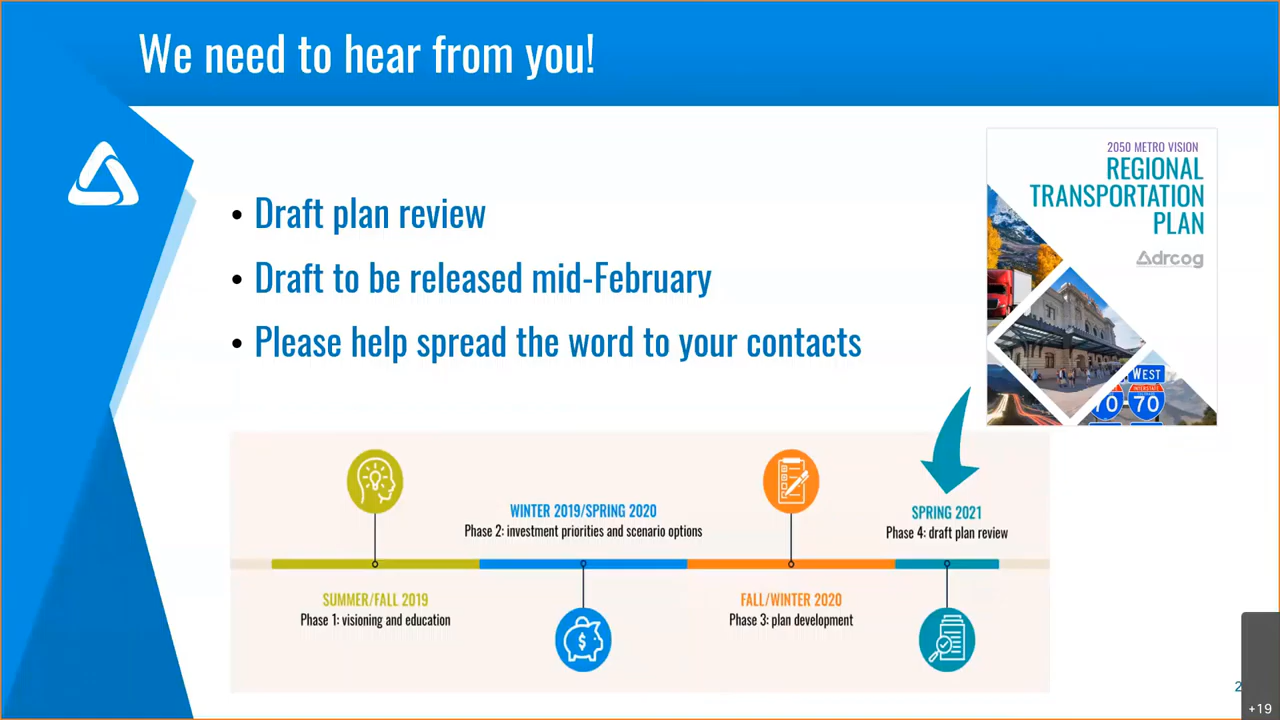 We need to hear from you!
• Draft plan review
• Draft to be released mid-February
• Please help spread the word to your contacts
2050 METRO VISION
REGIONAL
TRANSPORTATION
PLAN
drcog
WEST
INTERSTATE
70
70
WINTER 2019/SPRING 2020
Phase 2: investment priorities and scenario options
SPRING 2021
Phase 4: draft plan review
SUMMER/FALL 2019
Phase 1: visioning and education
FALL/WINTER 2020
Phase 3: plan development
$
2
+19